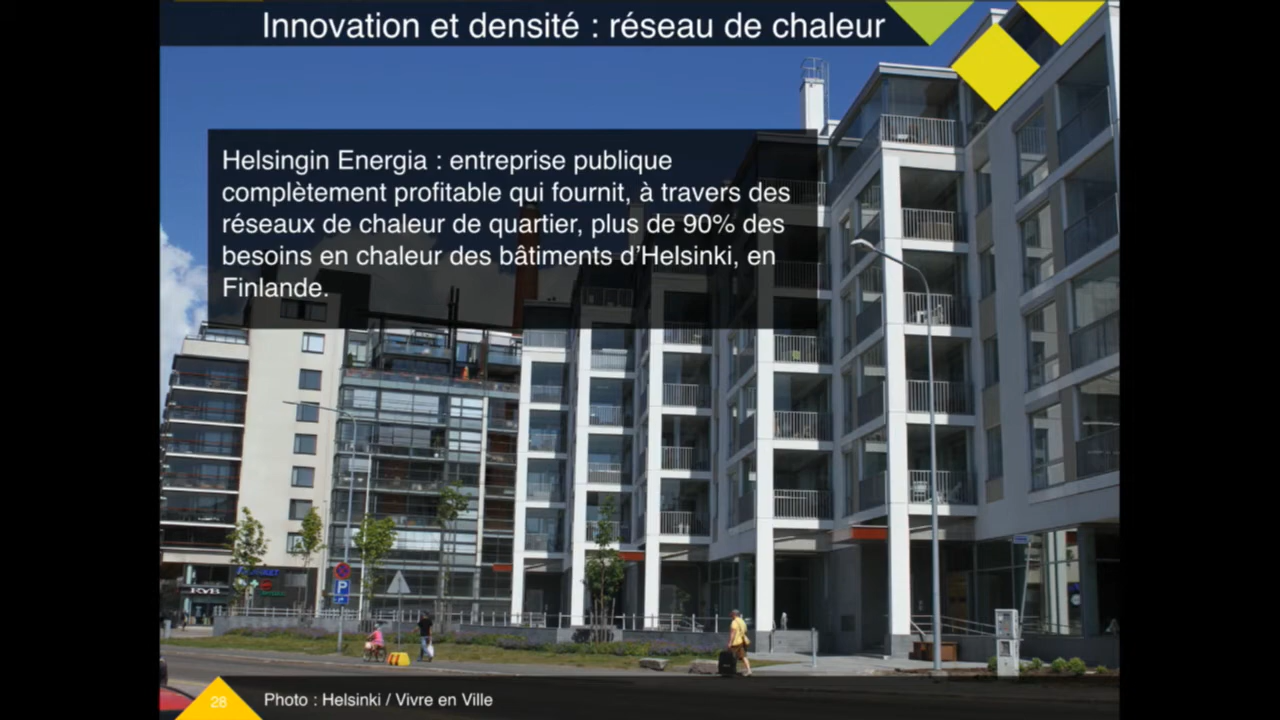 Innovation et densité : réseau de chaleur
Helsingin Energia : entreprise publique
complètement profitable qui fournit, à travers des
réseaux de chaleur de quartier, plus de 90% des
besoins en chaleur des bâtiments d'Helsinki, en
Finlande.
P
28
Photo : Helsinki / Vivre en Ville